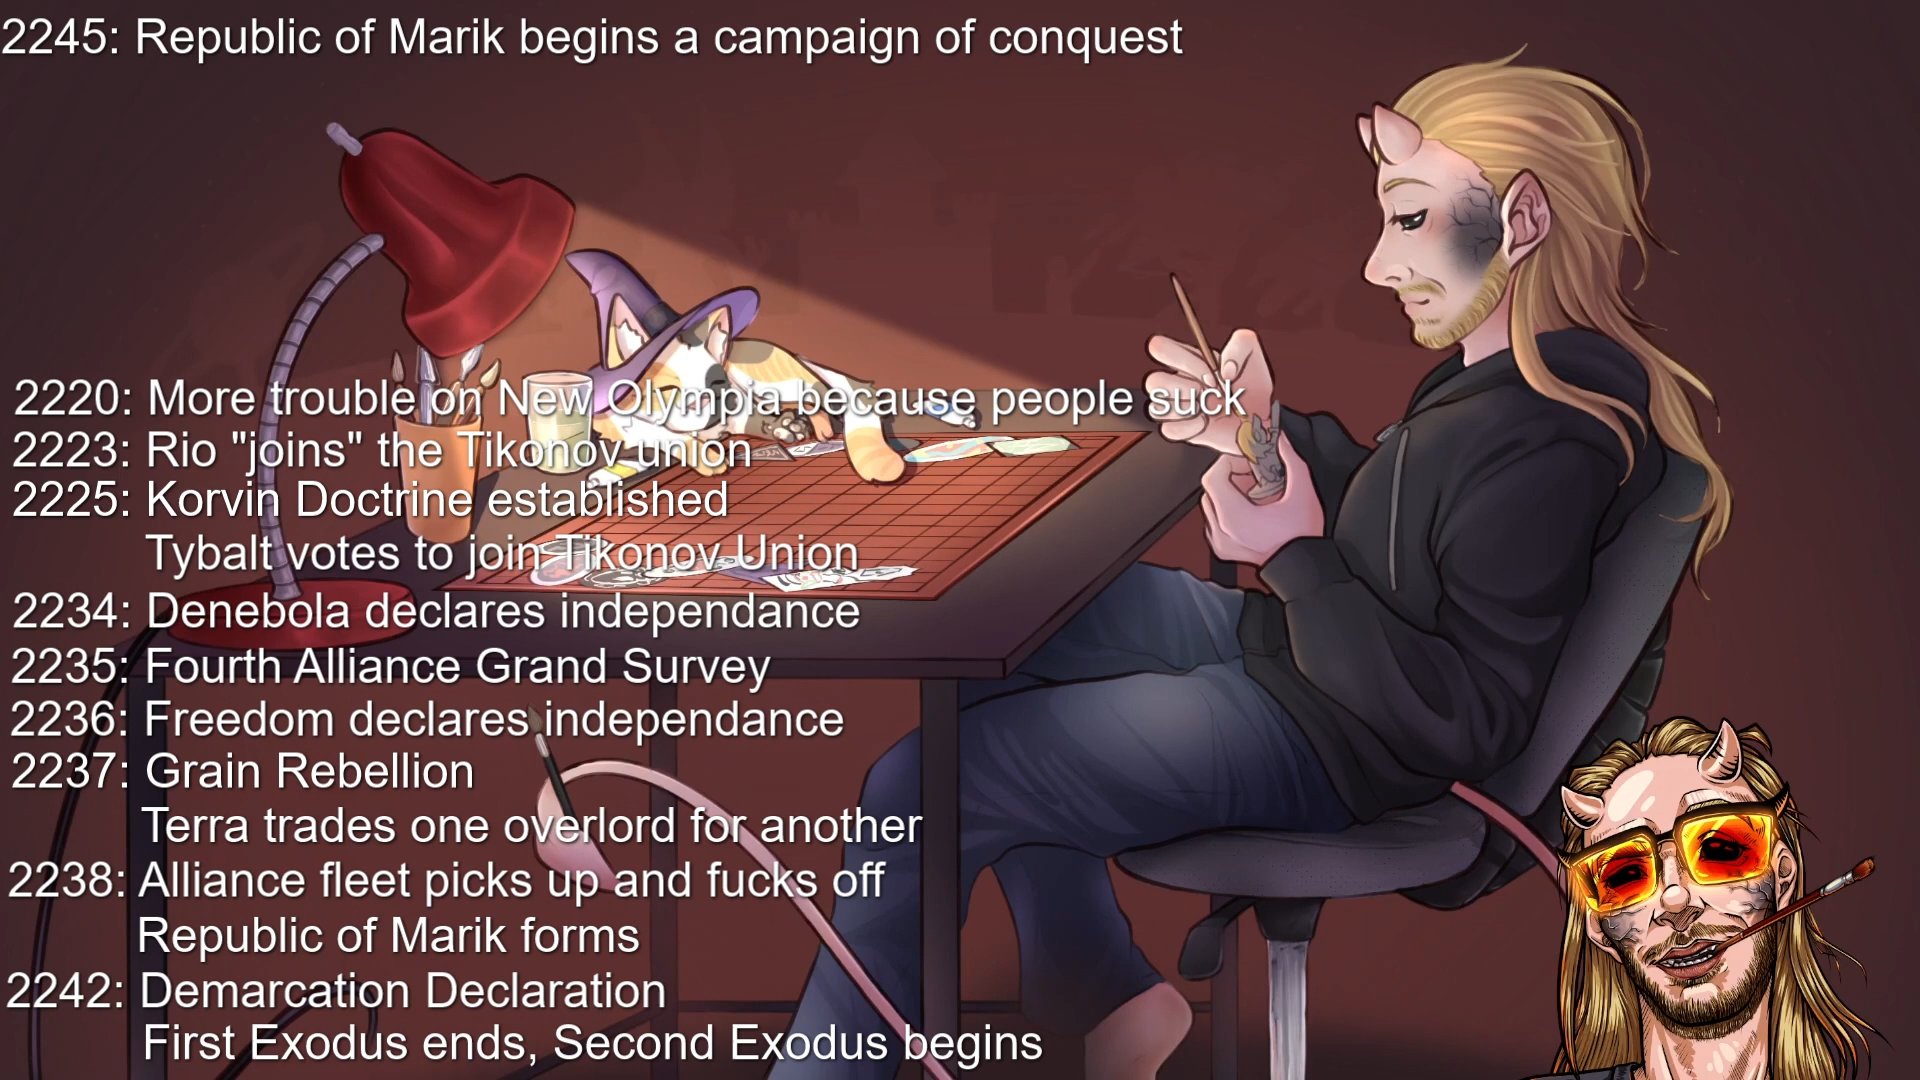 2245: Republic of Marik begins a campaign of conquest
2220: More trouble on New Olympia because people suck
2223: Rio "joins" the Tikonov union
2225: Korvin Doctrine established
Tybalt votes to join Tikonov Union
2234: Denebola declares independance
2235: Fourth Alliance Grand Survey
2236: Freedom declares independance
2237: Grain Rebellion
Terra trades one overlord for another
2238: Alliance fleet picks up and fucks off
Republic of Marik forms
2242: Demarcation Declaration
First Exodus ends, Second Exodus begins